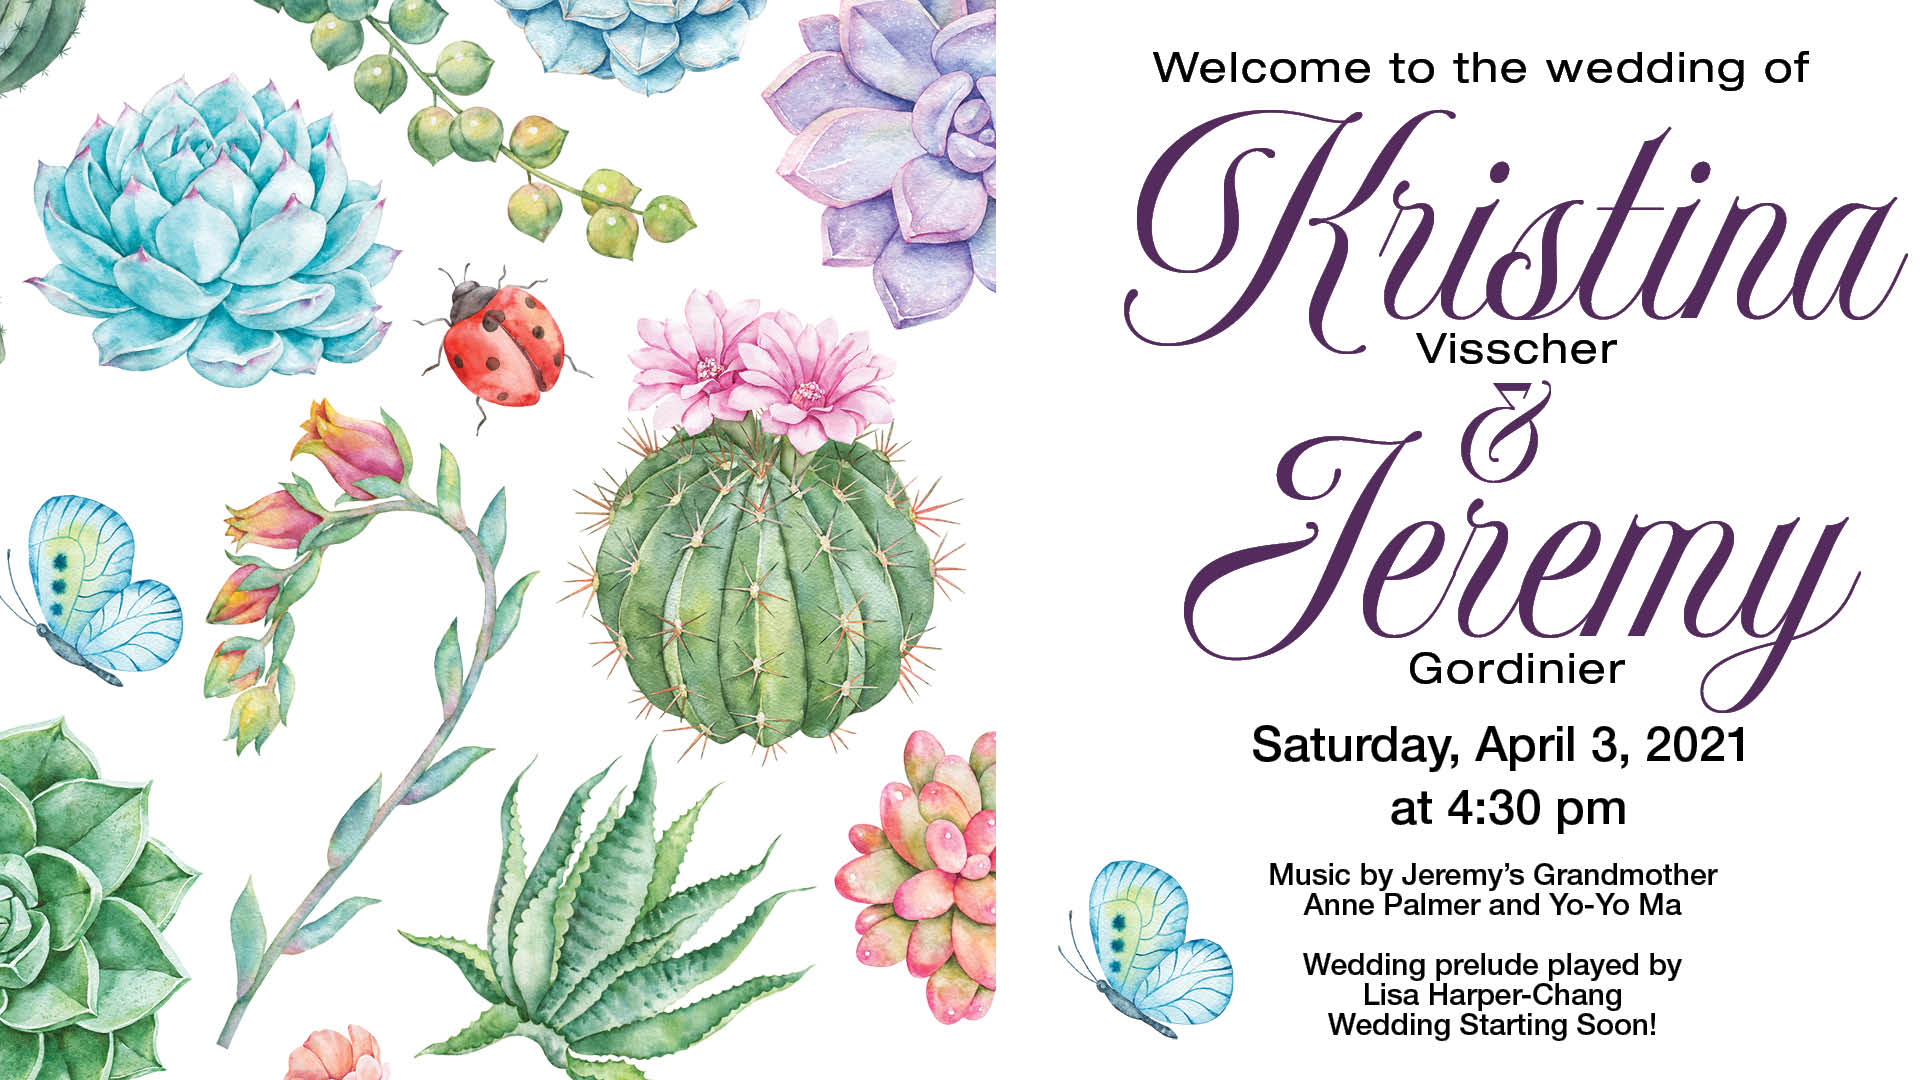 Welcome to the wedding of
Kristina
Visscher
&
Jeremy
Gordinier
Saturday, April 3, 2021
at 4:30 pm
Music by Jeremy’s Grandmother
Anne Palmer and Yo-Yo Ma
Wedding prelude played by
Lisa Harper-Chang
Wedding Starting Soon!